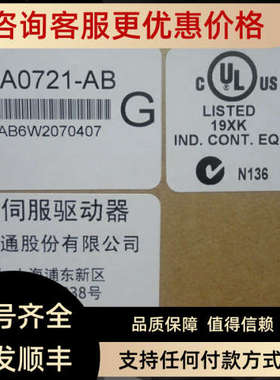 咨询客服更优惠价格
A0721-AB
AB6W2070407
G
C UL US
LISTED
19XK
IND. CONT. EQ
N136
伺服驱动器
通股份有限公司
上海浦东新区
38号
号齐全
发顺丰
品质保障 值得信赖
支持任何付款方式